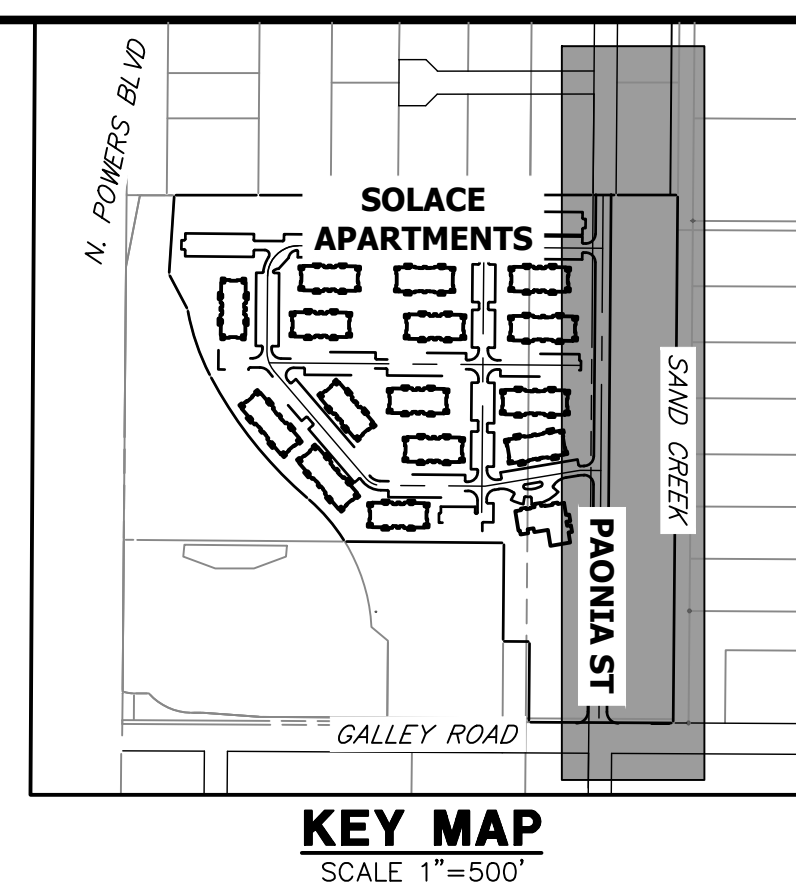 N. POWERS BLVD
SOLACE
APARTMENTS
SAND CREEK
PAONIA ST
GALLEY ROAD
KEY MAP
SCALE 1"=500'